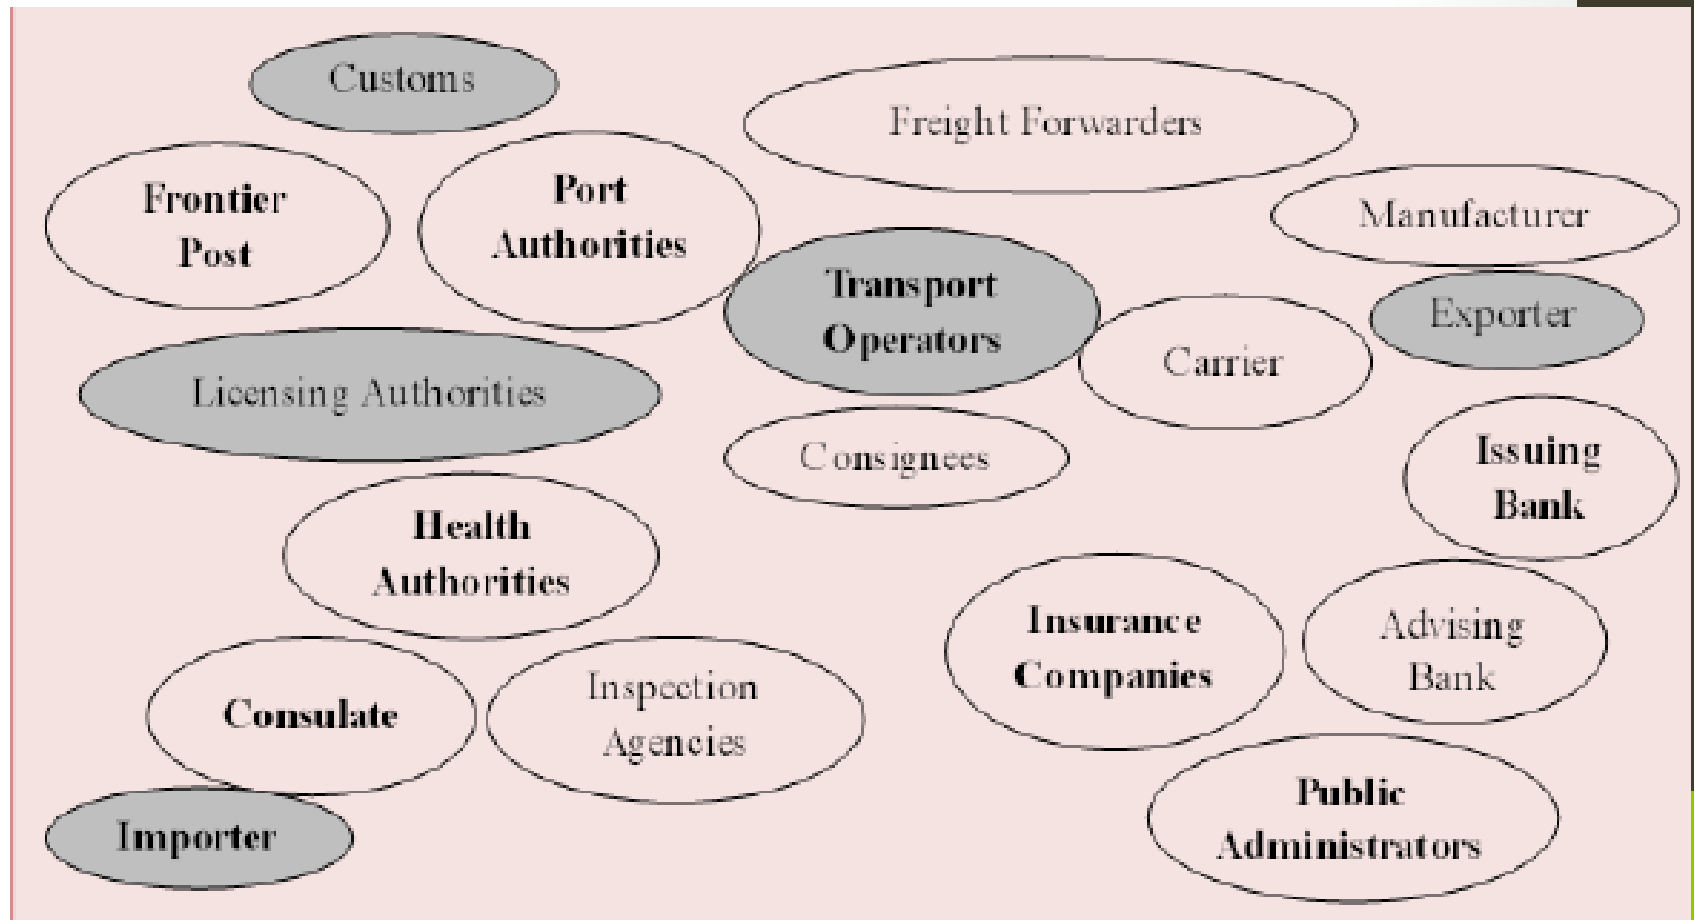 Customs
Freight Forwarders
Frontier
Post
Port
Authorities
Manufacturer
Transport
Operators
Exporter
Carrier
Licensing Authorities
Consignees
Issuing
Bank
Health
Authorities
Insurance
Companies
Advising
Bank
Consulate
Inspection
Agencies
Importer
Public
Administrators